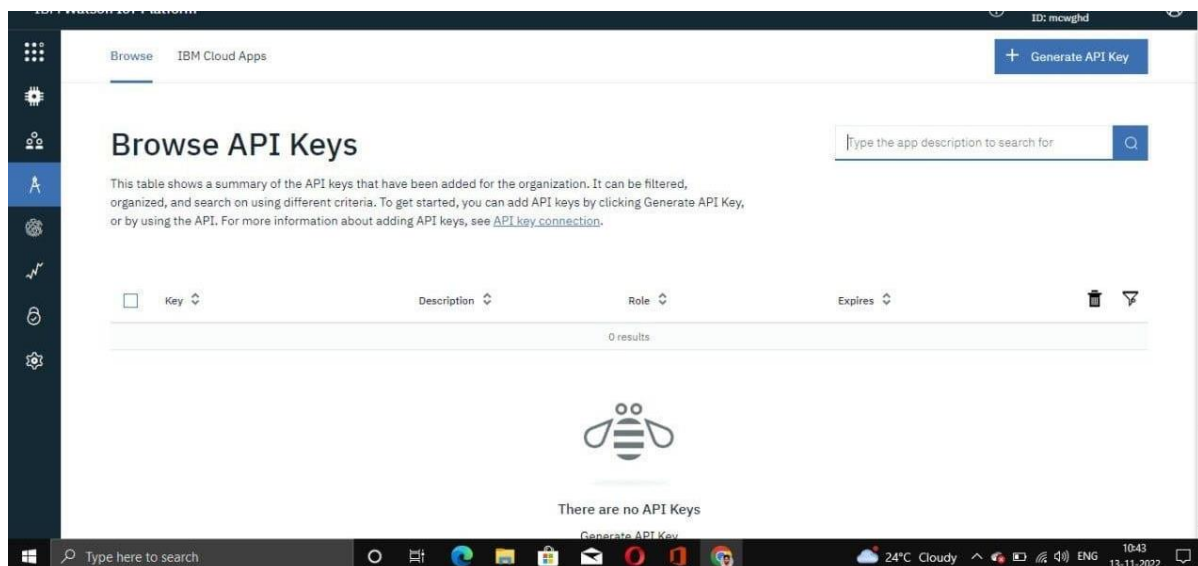 IBM Watson IoT Platform
ID: mcwghd
Browse IBM Cloud Apps
+ Generate API Key
Browse API Keys
Type the app description to search for
This table shows a summary of the API keys that have been added for the organization. It can be filtered,
organized, and search on using different criteria. To get started, you can add API keys by clicking Generate API Key,
or by using the API. For more information about adding API keys, see API key connection.
Key Description Role Expires
0 results
There are no API Keys
Generate API Key
Type here to search
24°C Cloudy ENG
10:43
13-11-2022